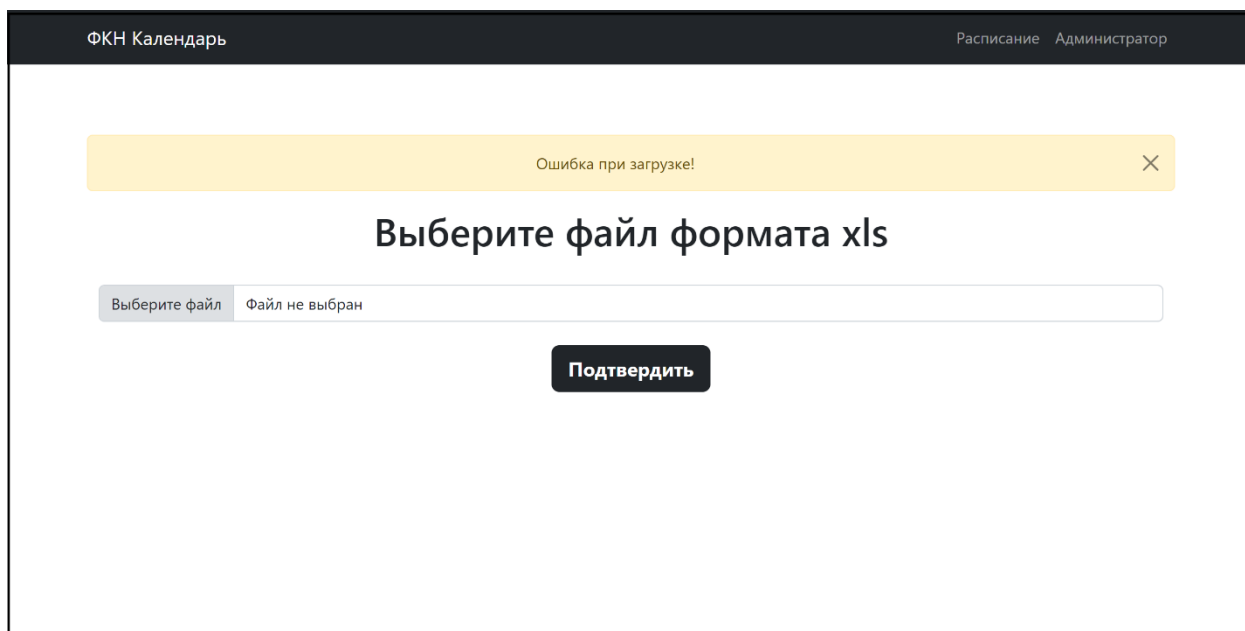 ФКН Календарь
Расписание Администратор
Ошибка при загрузке!
Выберите файл формата xls
Выберите файл Файл не выбран
Подтвердить